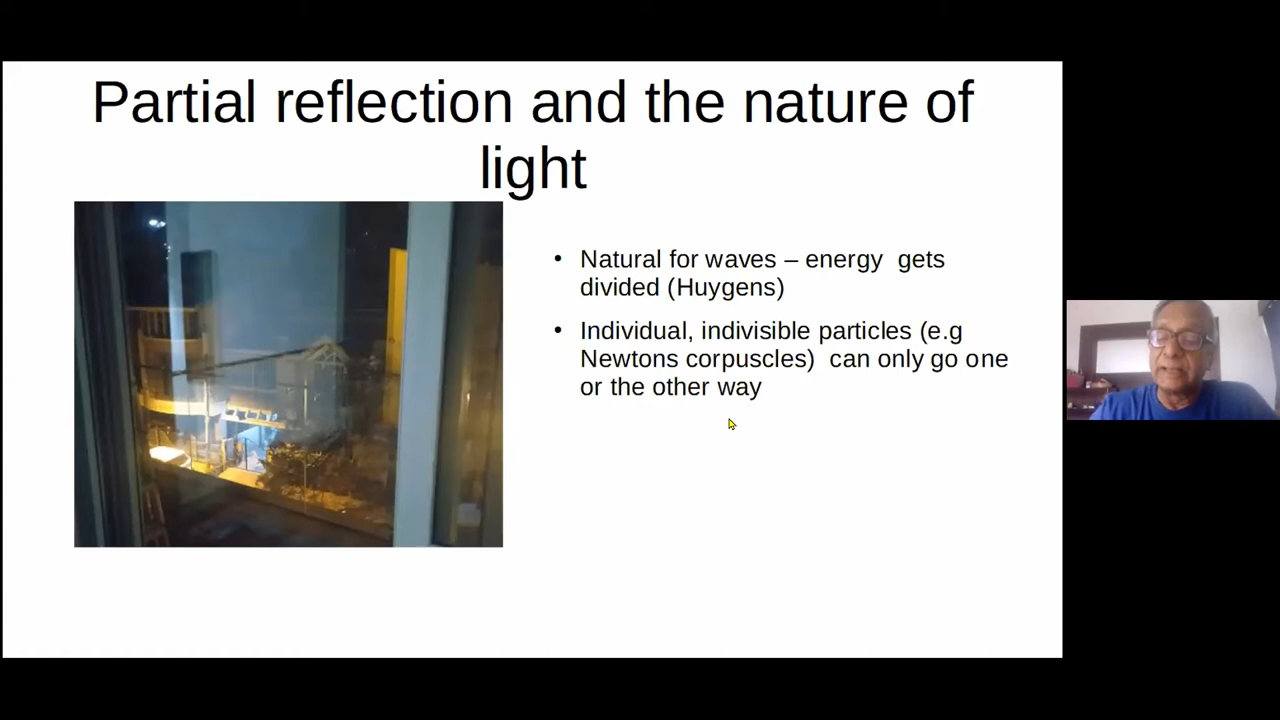 Partial reflection and the nature of
light
• Natural for waves – energy gets
divided (Huygens)
• Individual, indivisible particles (e.g
Newtons corpuscles) can only go one
or the other way